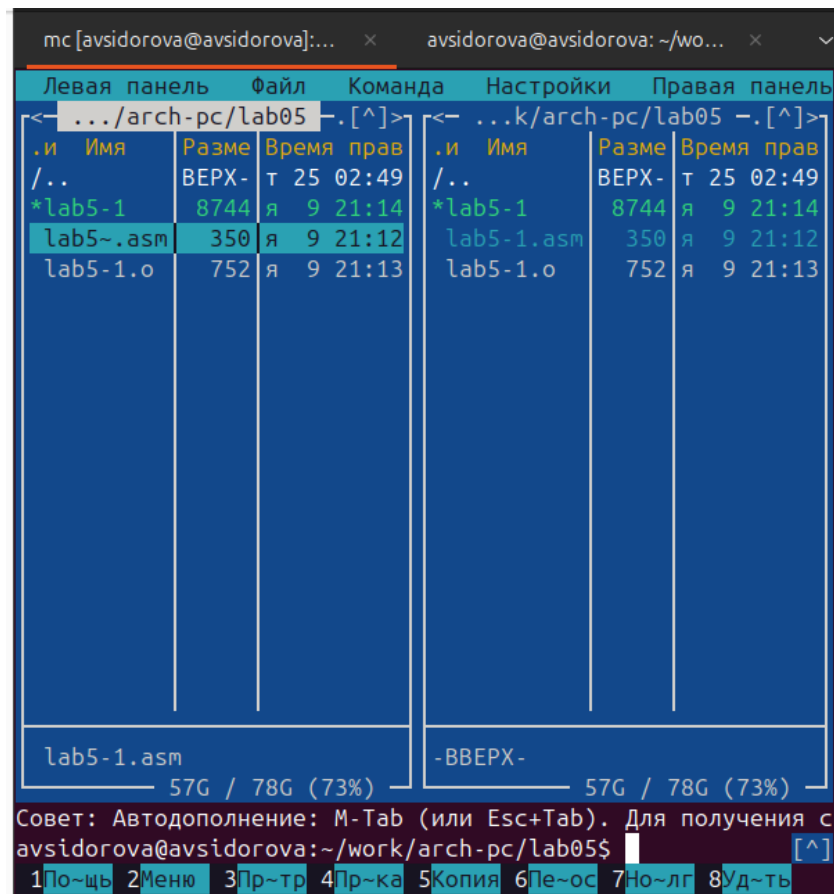 mc [avsidorova@avsidorova]:... × avsidorova@avsidorova: ~/wo... ×
Левая панель Файл Команда Настройки Правая панель
<─ .../arch-pc/lab05 ─.[^]> <─ ...k/arch-pc/lab05 ─.[^]>
.и Имя Разме Время прав .и Имя Разме Время прав
/.. ВЕРХ- т 25 02:49 /.. ВЕРХ- т 25 02:49
*lab5-1 8744 я 9 21:14 *lab5-1 8744 я 9 21:14
lab5~.asm 350 я 9 21:12 lab5-1.asm 350 я 9 21:12
lab5-1.o 752 я 9 21:13 lab5-1.o 752 я 9 21:13
lab5-1.asm -ВВЕРХ-
57G / 78G (73%) 57G / 78G (73%)
Совет: Автодополнение: M-Tab (или Esc+Tab). Для получения с
avsidorova@avsidorova:~/work/arch-pc/lab05$ [^]
1По~щь 2Меню 3Пр~тр 4Пр~ка 5Копия 6Пе~ос 7Но~лг 8Уд~ть